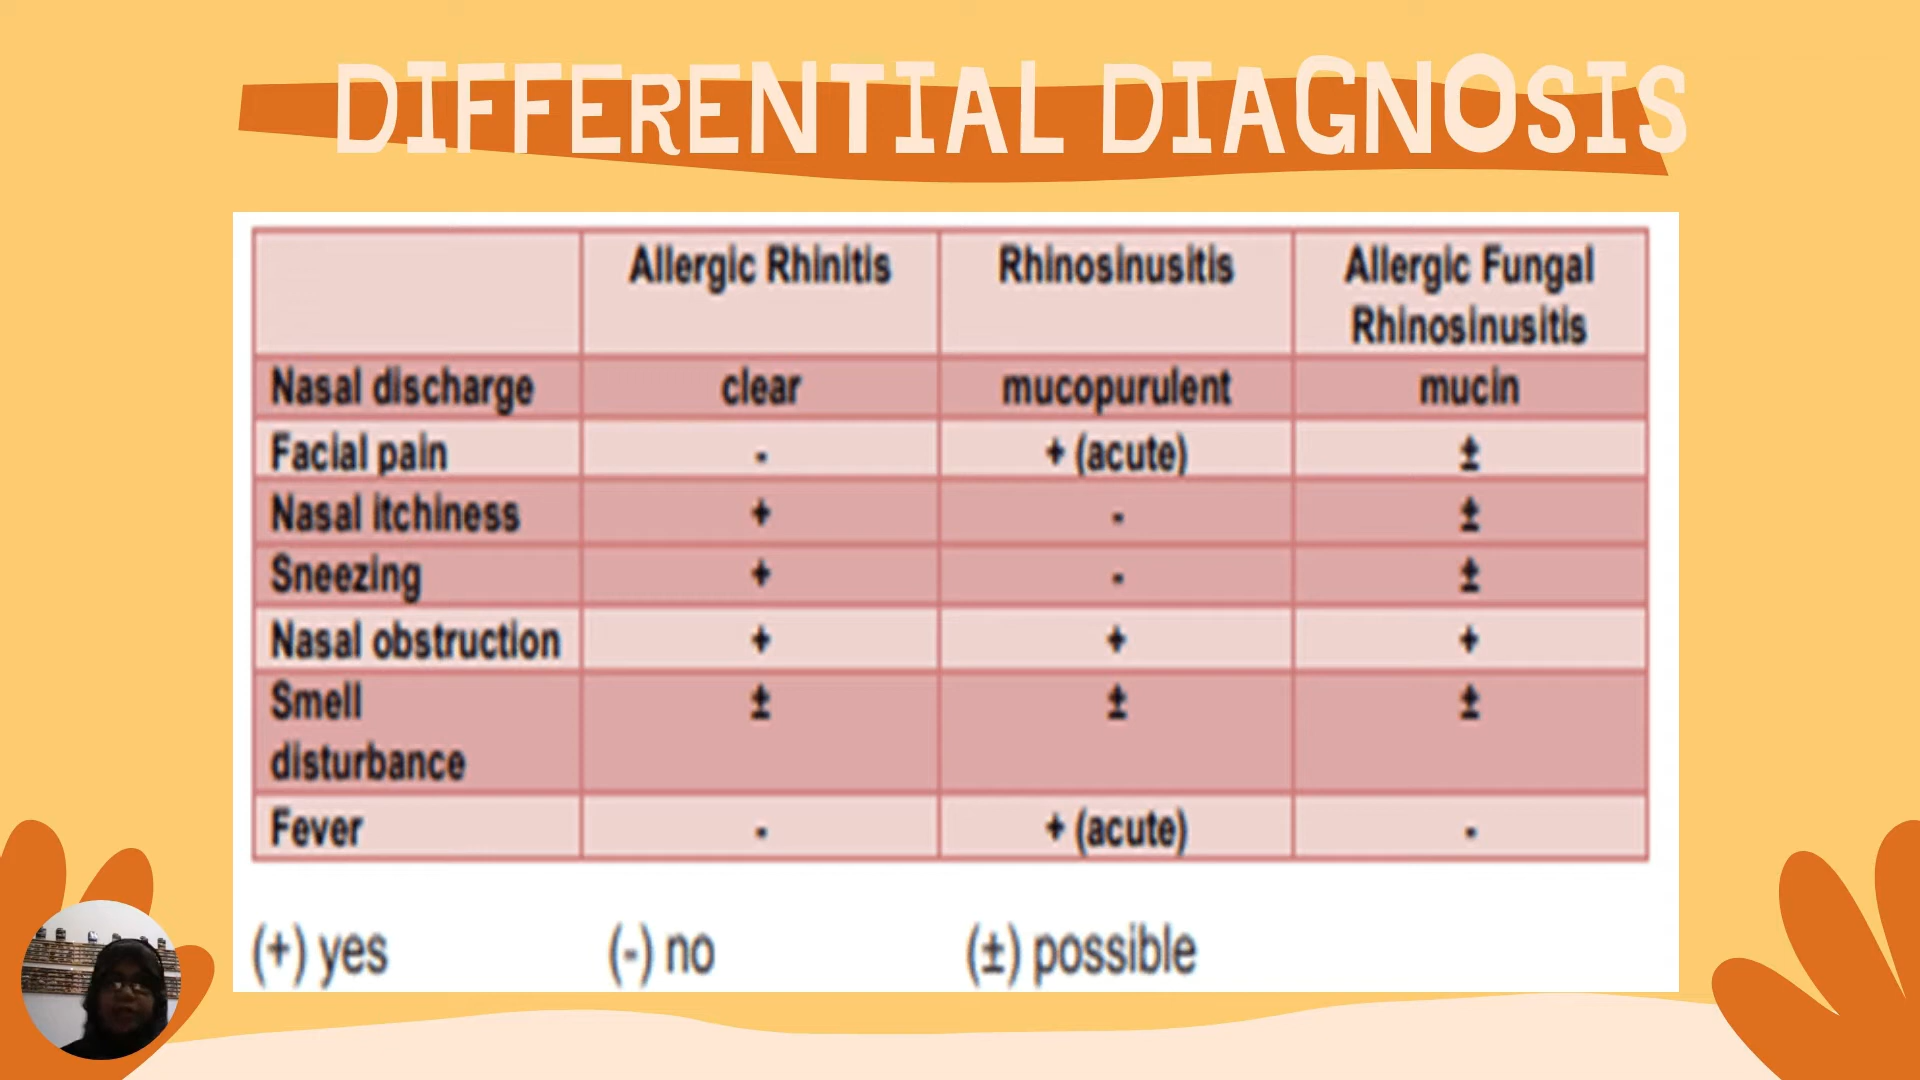 DIFFERENTIAL DIAGNOSIS
Allergic Rhinitis Rhinosinusitis Allergic Fungal
Rhinosinusitis
Nasal discharge clear mucopurulent mucin
Facial pain - + (acute) ±
Nasal itchiness + - ±
Sneezing + - ±
Nasal obstruction + + +
Smell ± ± ±
disturbance
Fever - + (acute) -
(+) yes (-) no (±) possible